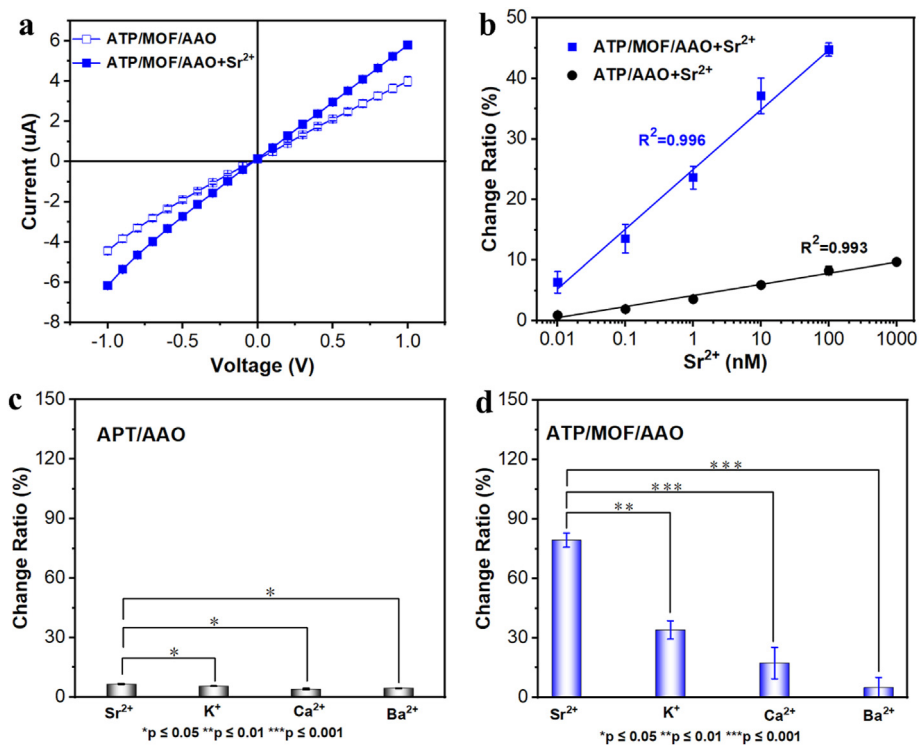 a
ATP/MOF/AAO
ATP/MOF/AAO+Sr²⁺
Current (uA)
6
4
2
0
-2
-4
-6
-8
-1.0
-0.5
0.0
0.5
1.0
Voltage (V)
b
ATP/MOF/AAO+Sr²⁺
ATP/AAO+Sr²⁺
R²=0.996
R²=0.993
Change Ratio (%)
50
40
30
20
10
0
0.01
0.1
1
10
100
1000
Sr²⁺ (nM)
c
APT/AAO
Change Ratio (%)
150
120
90
60
30
0
*
*
*
Sr²⁺
K⁺
Ca²⁺
Ba²⁺
*p ≤ 0.05 **p ≤ 0.01 ***p ≤ 0.001
d
ATP/MOF/AAO
Change Ratio (%)
150
120
90
60
30
0
***
***
**
Sr²⁺
K⁺
Ca²⁺
Ba²⁺
*p ≤ 0.05 **p ≤ 0.01 ***p ≤ 0.001